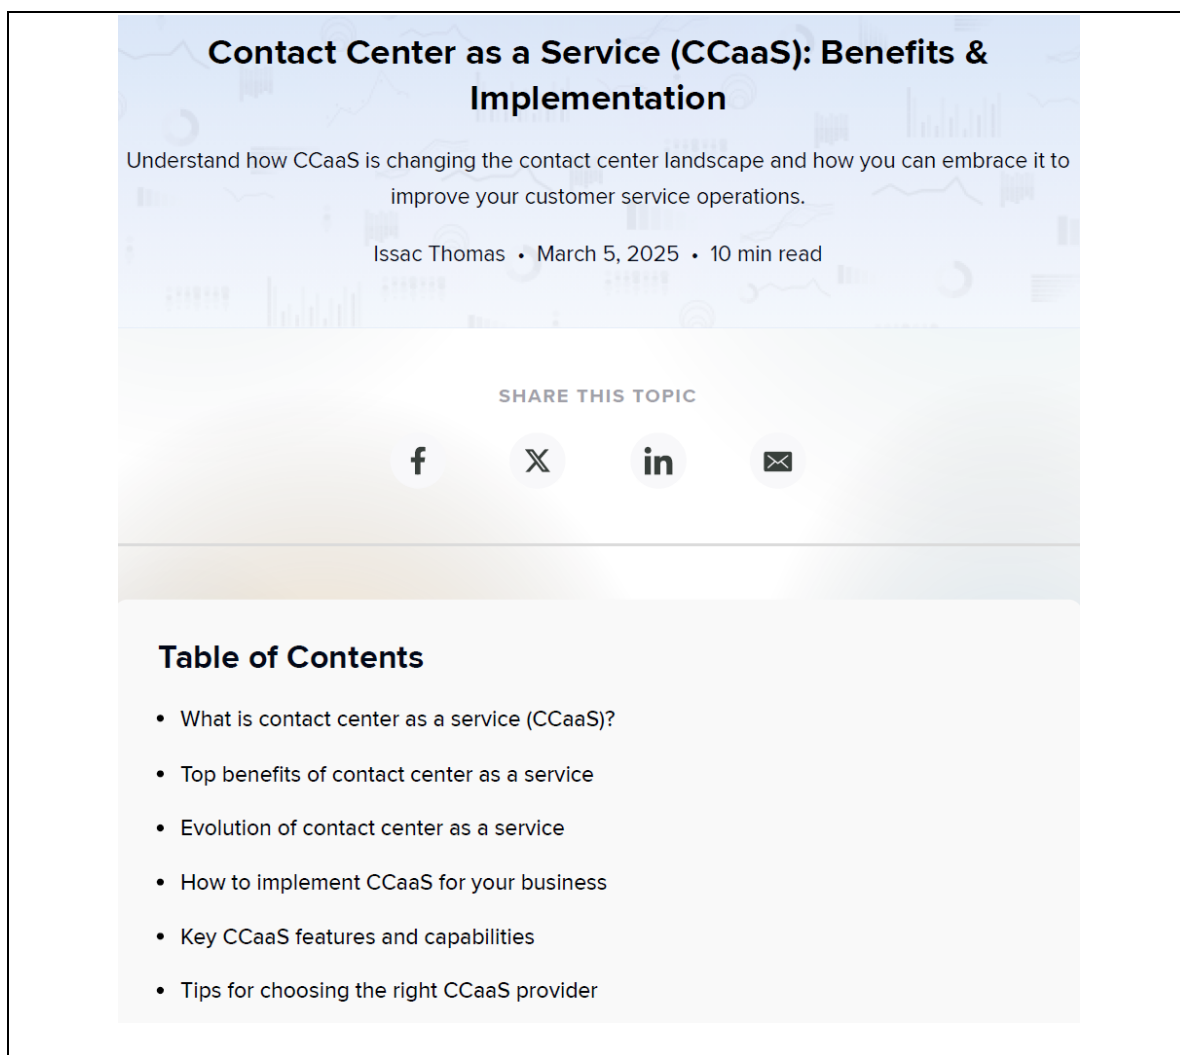 Contact Center as a Service (CCaaS): Benefits &
Implementation
Understand how CCaaS is changing the contact center landscape and how you can embrace it to
improve your customer service operations.
Issac Thomas • March 5, 2025 • 10 min read
SHARE THIS TOPIC
Table of Contents
• What is contact center as a service (CCaaS)?
• Top benefits of contact center as a service
• Evolution of contact center as a service
• How to implement CCaaS for your business
• Key CCaaS features and capabilities
• Tips for choosing the right CCaaS provider